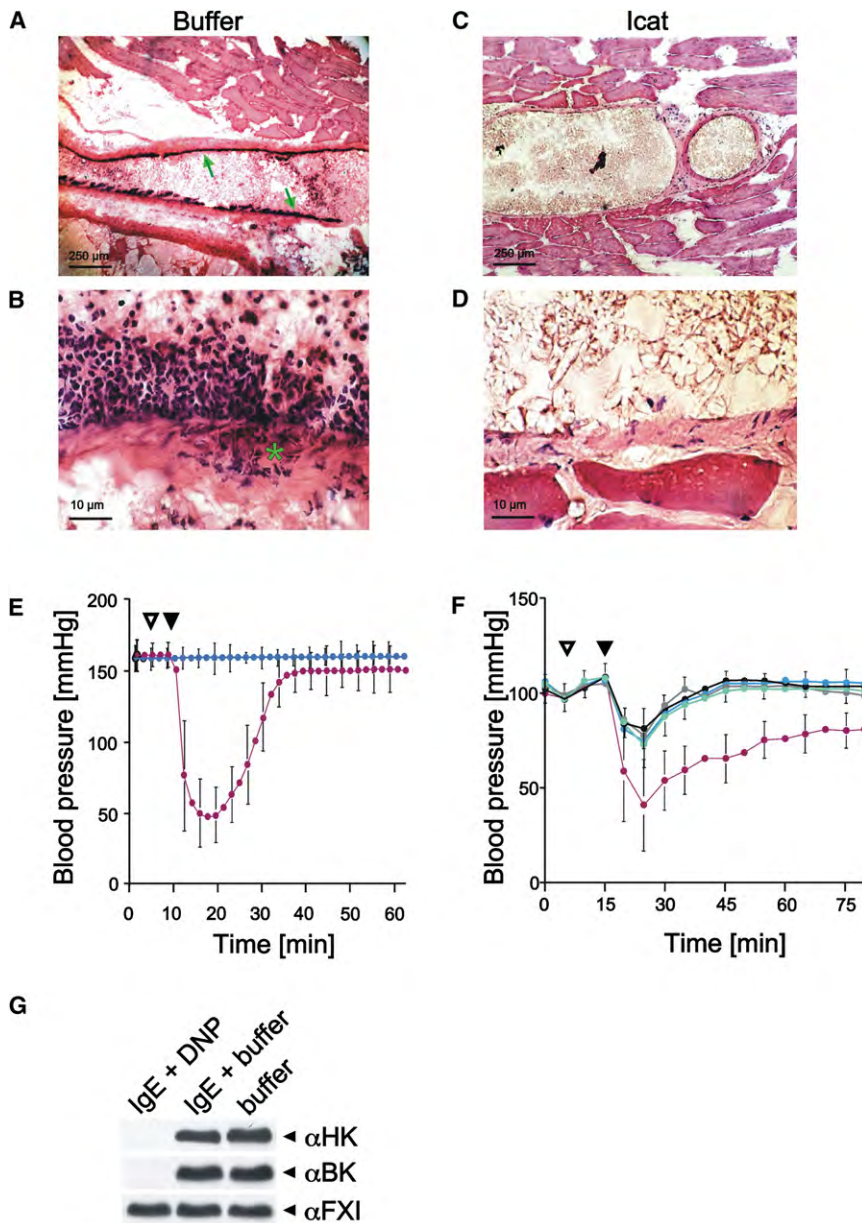 A Buffer
C Icat
250 µm
250 µm
B
D
*
10 µm
10 µm
E
F
200
150
100
50
0
Blood pressure [mmHg]
0 10 20 30 40 50 60
Time [min]
150
100
50
0
Blood pressure [mmHg]
0 15 30 45 60 75
Time [min]
G
IgE + DNP
IgE + buffer
buffer
αHK
αBK
αFXI